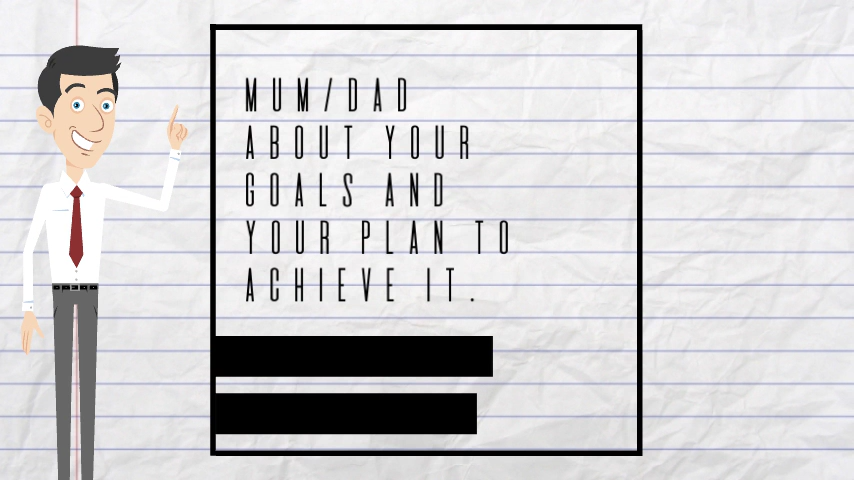 MUM/DAD
ABOUT YOUR
GOALS AND
YOUR PLAN TO
ACHIEVE IT.